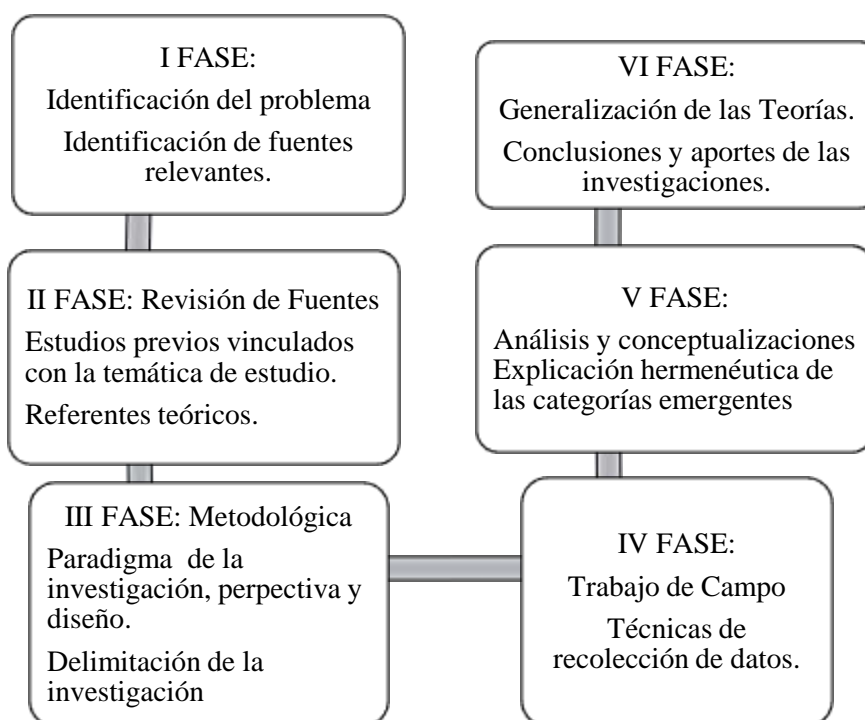 I FASE:
Identificación del problema
Identificación de fuentes
relevantes.
II FASE: Revisión de Fuentes
Estudios previos vinculados
con la temática de estudio.
Referentes teóricos.
III FASE: Metodológica
Paradigma de la
investigación, perpectiva y
diseño.
Delimitación de la
investigación
IV FASE:
Trabajo de Campo
Técnicas de
recolección de datos.
V FASE:
Análisis y conceptualizaciones
Explicación hermenéutica de
las categorías emergentes
VI FASE:
Generalización de las Teorías.
Conclusiones y aportes de las
investigaciones.